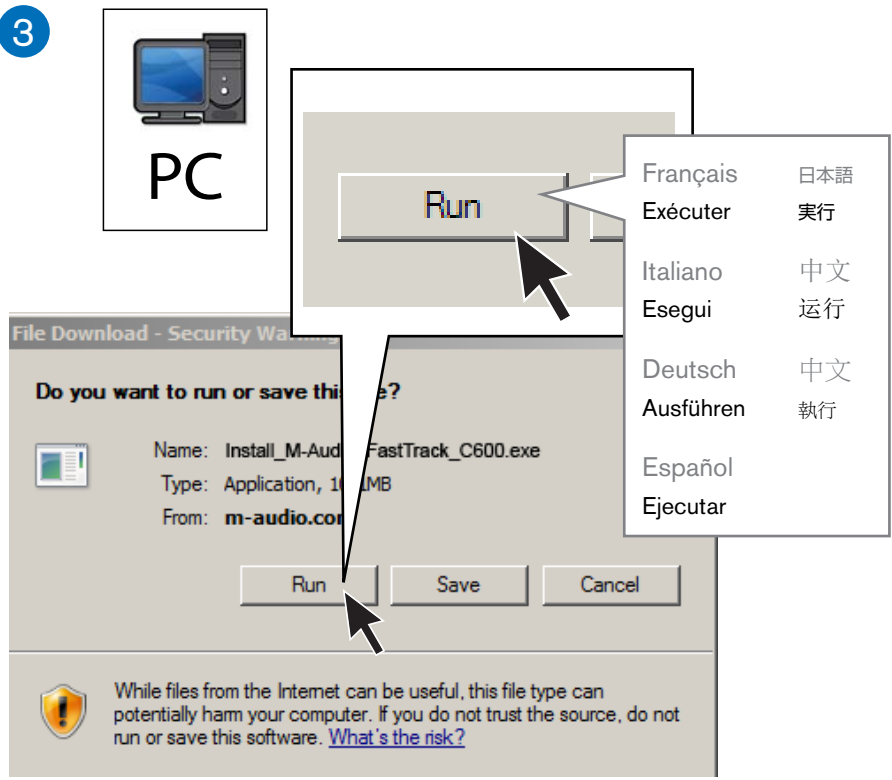 3
PC
Run
Français
Exécuter
日本語
実行
Italiano
Esegui
中文
运行
Deutsch
Ausführen
中文
執行
Español
Ejecutar
File Download - Security
Do you want to run or save
Name: Install_M-Aud FastTrack_C600.exe
Type: Application, MB
From: m-audio.co
Run Save Cancel
While files from the Internet can be useful, this file type can
potentially harm your computer. If you do not trust the source, do not
run or save this software. What's the risk?